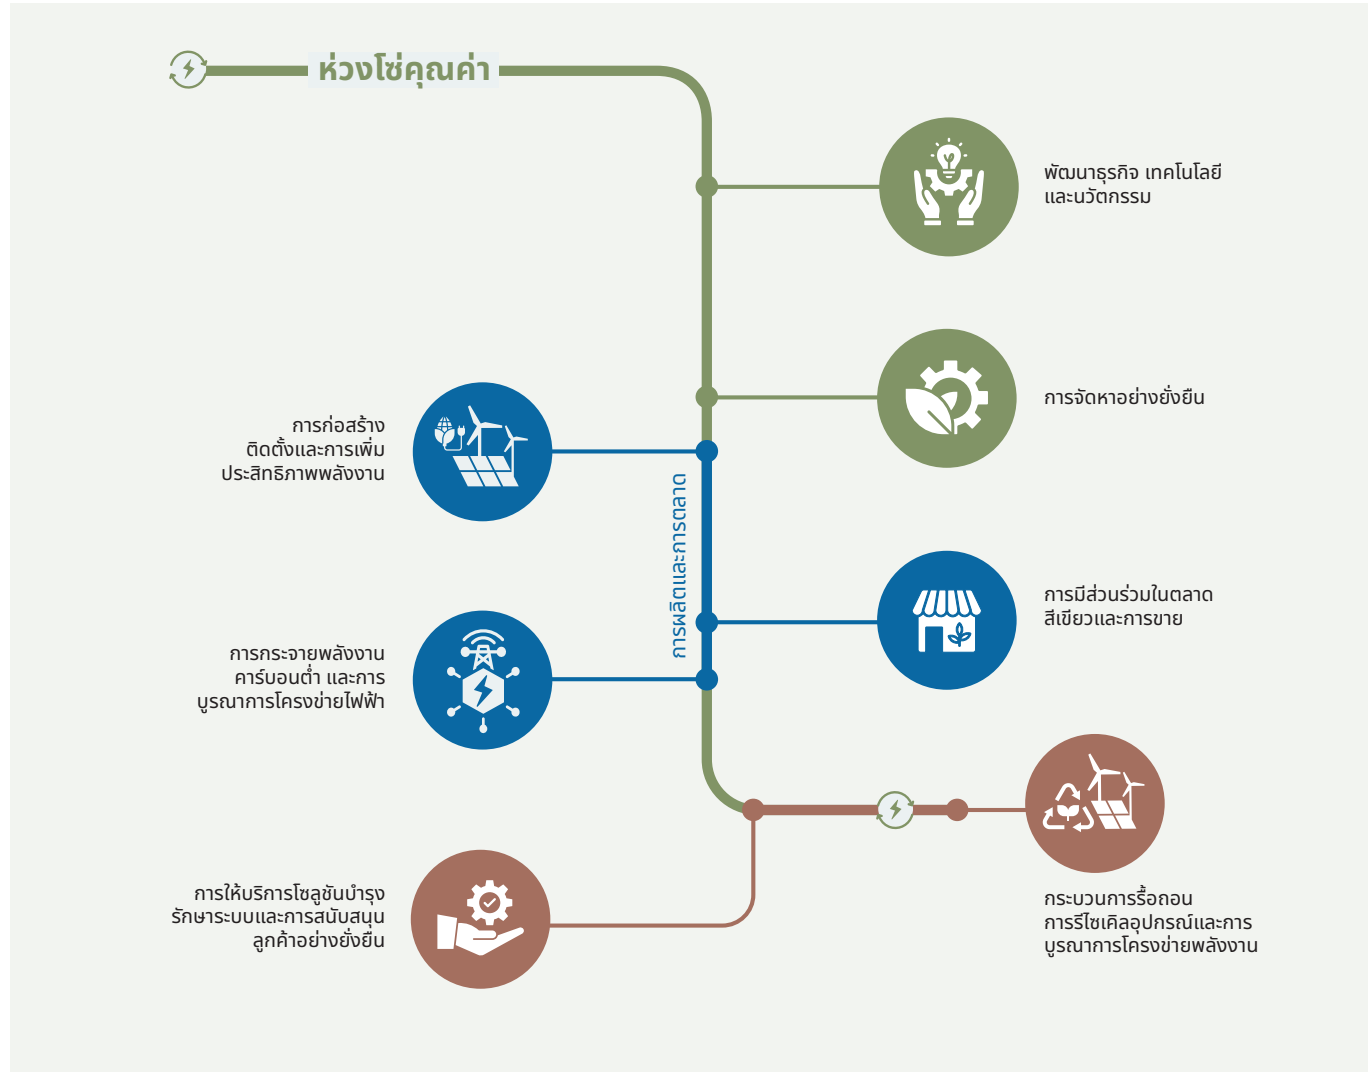 ห่วงโซ่คุณค่า
พัฒนาธุรกิจ เทคโนโลยี
และนวัตกรรม
การจัดหาอย่างยั่งยืน
การก่อสร้าง
ติดตั้งและการเพิ่ม
ประสิทธิภาพพลังงาน
การผลิตและการตลาด
การมีส่วนร่วมในตลาด
สีเขียวและการขาย
การกระจายพลังงาน
คาร์บอนต่ำ และการ
บูรณาการโครงข่ายไฟฟ้า
การให้บริการโซลูชันบำรุง
รักษาระบบและการสนับสนุน
ลูกค้าอย่างยั่งยืน
กระบวนการรื้อถอน
การรีไซเคิลอุปกรณ์และการ
บูรณาการโครงข่ายพลังงาน